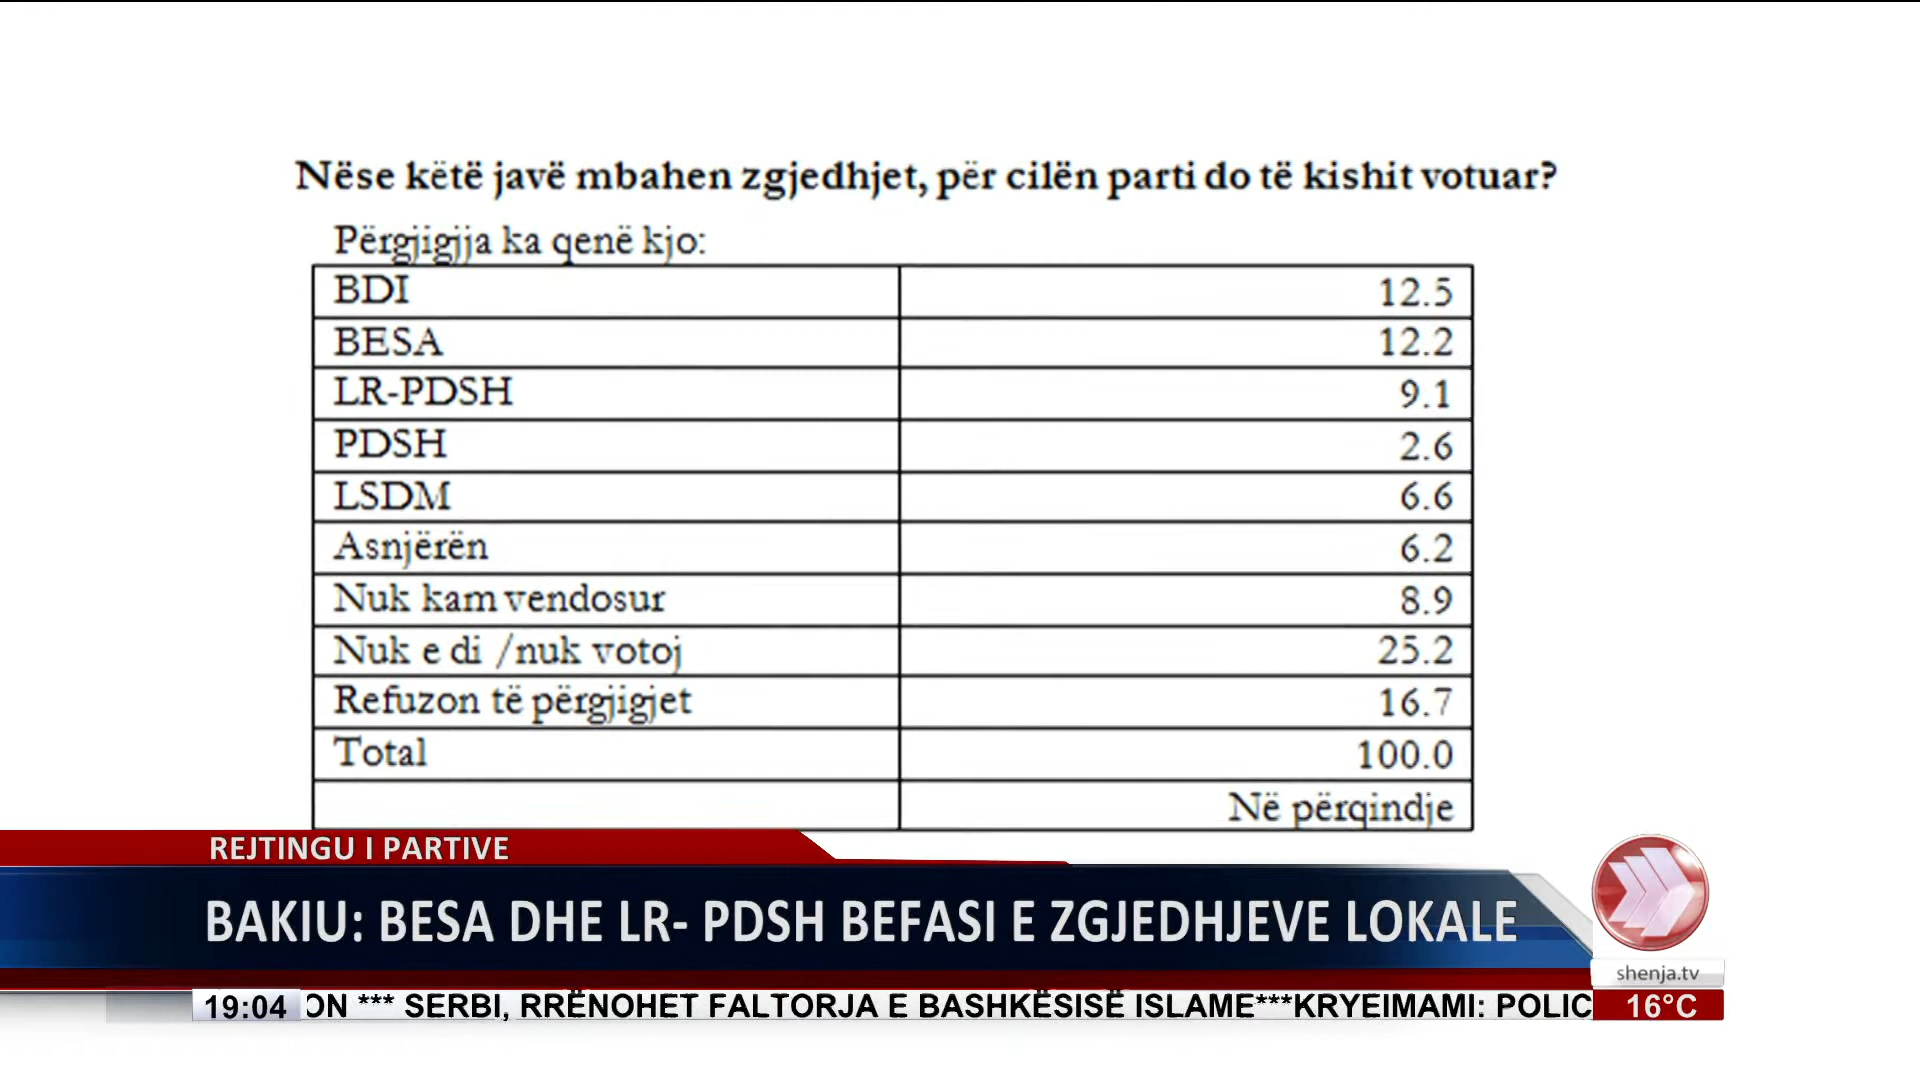 Nëse këtë javë mbahen zgjedhjet, për cilën parti do të kishit votuar?
Përgjigjja ka qenë kjo:
BDI 12.5
BESA 12.2
LR-PDSH 9.1
PDSH 2.6
LSDM 6.6
Asnjërën 6.2
Nuk kam vendosur 8.9
Nuk e di /nuk votoj 25.2
Refuzon të përgjigjet 16.7
Total 100.0
Në përqindje
REJTINGU I PARTIVE
BAKIU: BESA DHE LR- PDSH BEFASI E ZGJEDHJEVE LOKALE
shenja.tv
19:04 ON *** SERBI, RRËNOHET FALTORJA E BASHKËSISË ISLAME***KRYEIMAMI: POLIC 16°C